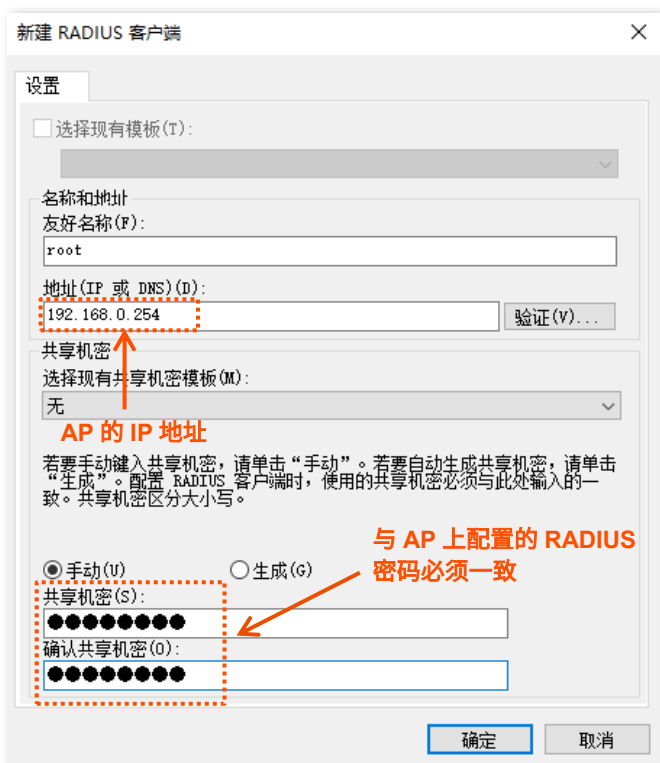 新建 RADIUS 客户端
设置
选择现有模板(T):
名称和地址
友好名称(F):
root
地址(IP 或 DNS)(D):
192.168.0.254
验证(V)...
共享机密
选择现有共享机密模板(M):
无
AP 的 IP 地址
若要手动键入共享机密，请单击“手动”。若要自动生成共享机密，请单击
“生成”。配置 RADIUS 客户端时，使用的共享机密必须与此处输入的一
致。共享机密区分大小写。
与 AP 上配置的 RADIUS
密码必须一致
手动(U)
生成(G)
共享机密(S):
●●●●●●●●
确认共享机密(O):
●●●●●●●●
确定
取消